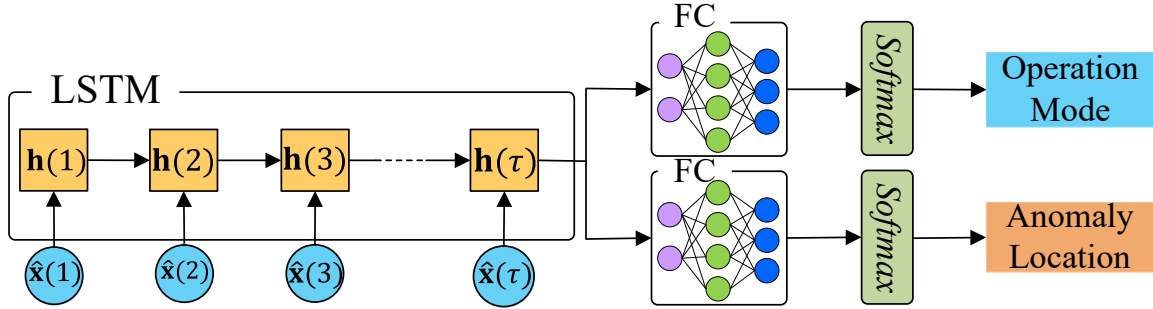 LSTM
h(1)
h(2)
h(3)
h(τ)
x̂(1)
x̂(2)
x̂(3)
x̂(τ)
FC
Softmax
Operation
Mode
FC
Softmax
Anomaly
Location